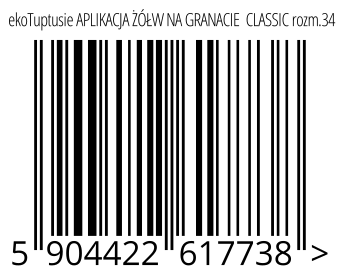 ekoTuptusie APLIKACJA ŻÓŁW NA GRANACIE  CLASSIC rozm.34
5 904422 617738 >